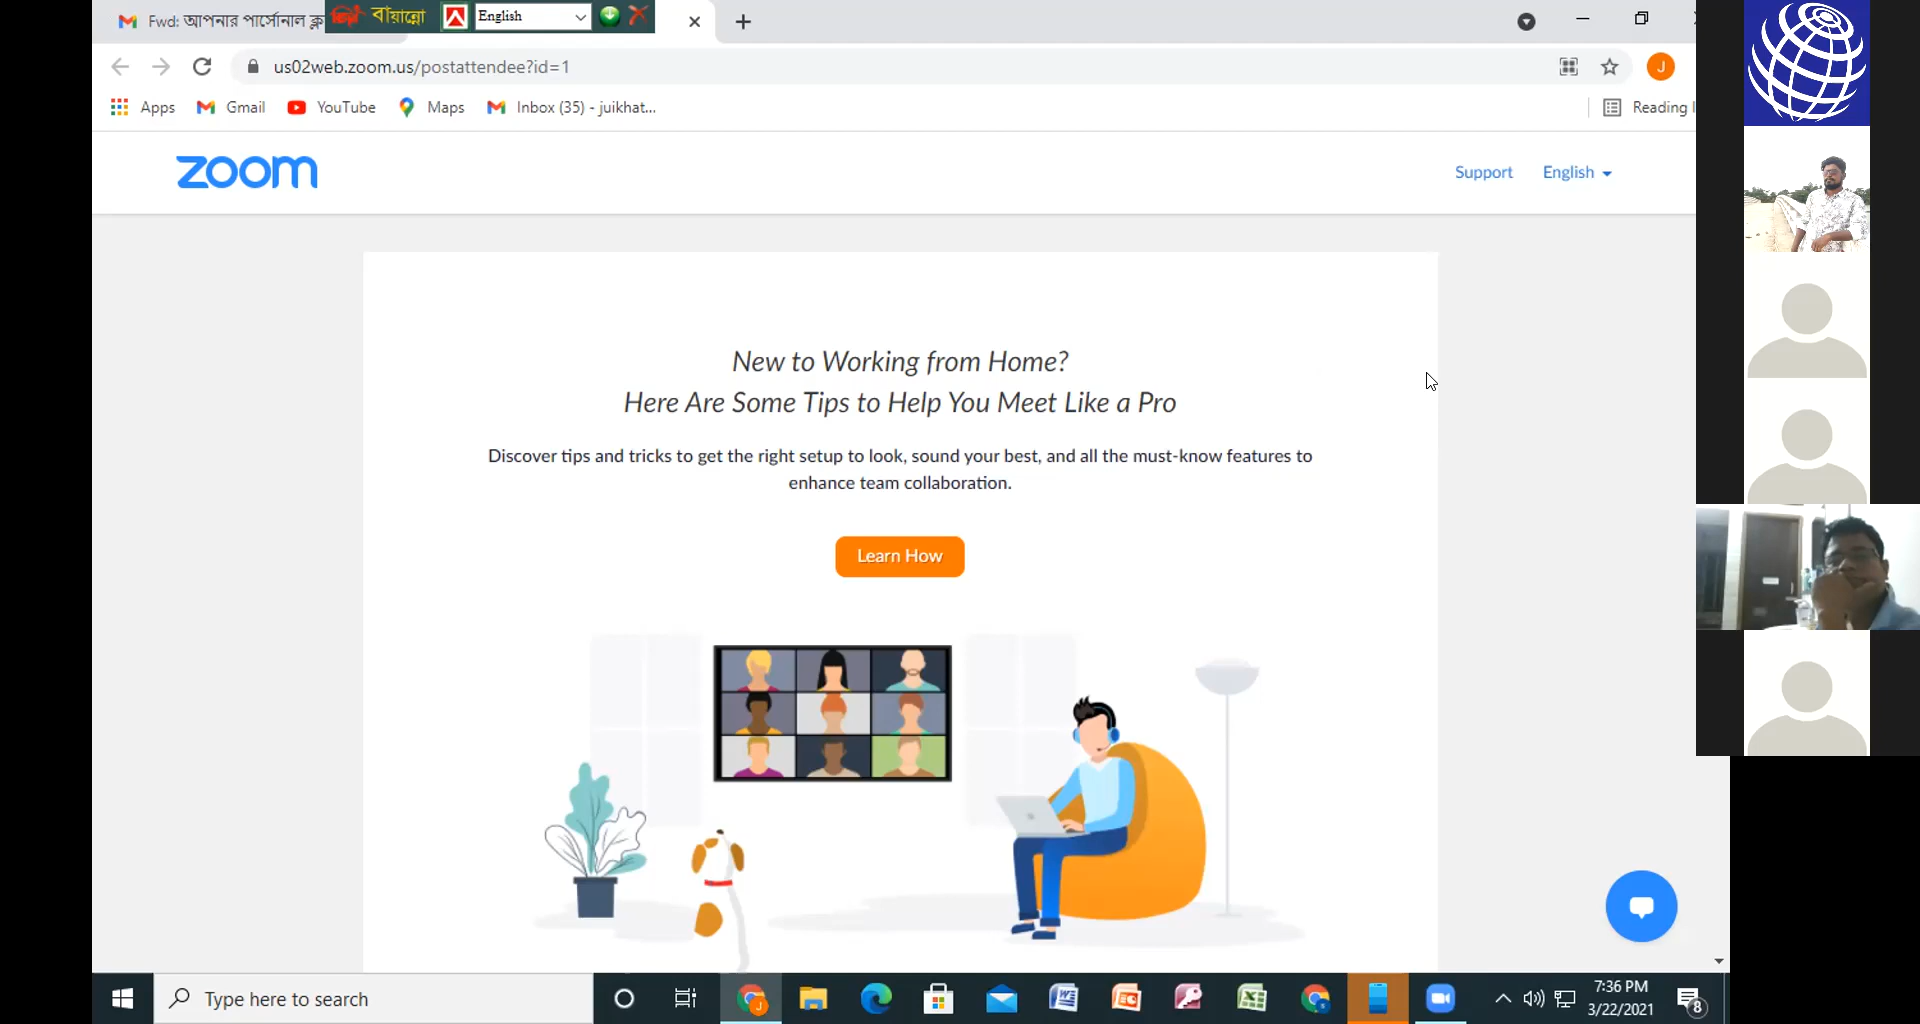 Fwd: আপনার পার্সোনাল ক্ল
বায়ান্নো
English
us02web.zoom.us/postattendee?id=1
J
Apps
Gmail
YouTube
Maps
Inbox (35) - juikhat...
Reading l
zoom
Support
English
New to Working from Home?
Here Are Some Tips to Help You Meet Like a Pro
Discover tips and tricks to get the right setup to look, sound your best, and all the must-know features to
enhance team collaboration.
Learn How
Type here to search
7:36 PM
3/22/2021
8